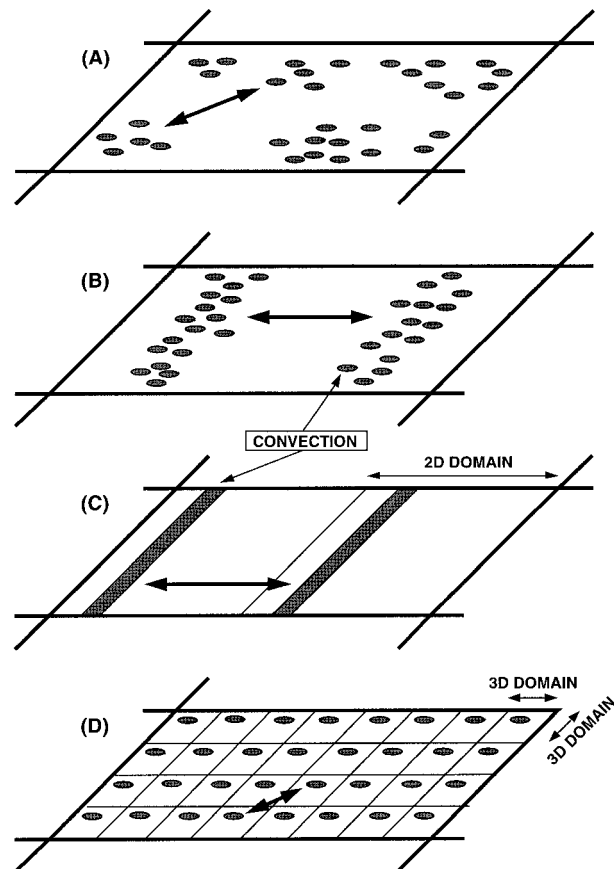 (A)
(B)
CONVECTION
2D DOMAIN
(C)
3D DOMAIN
3D DOMAIN
(D)